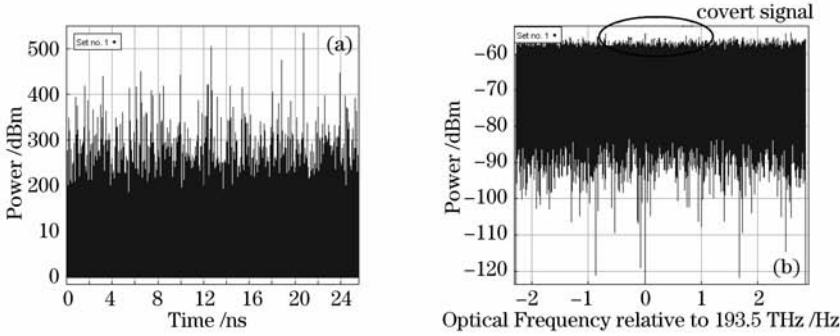 covert signal
Set no. 1
(a)
500
400
300
200
10
0
Power /dBm
0 4 8 12 16 20 24
Time /ns
Set no. 1
-60
-70
-80
-90
-100
-110
-120
Power /dBm
(b)
-2 -1 0 1 2
Optical Frequency relative to 193.5 THz /Hz